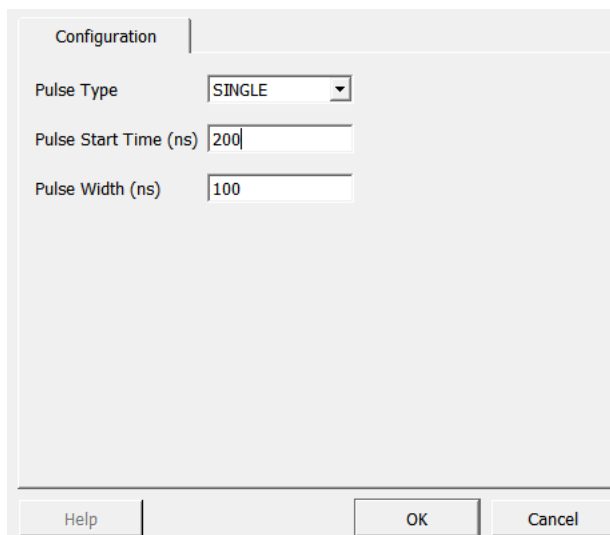 Configuration
Pulse Type SINGLE
Pulse Start Time (ns) 200
Pulse Width (ns) 100
Help OK Cancel